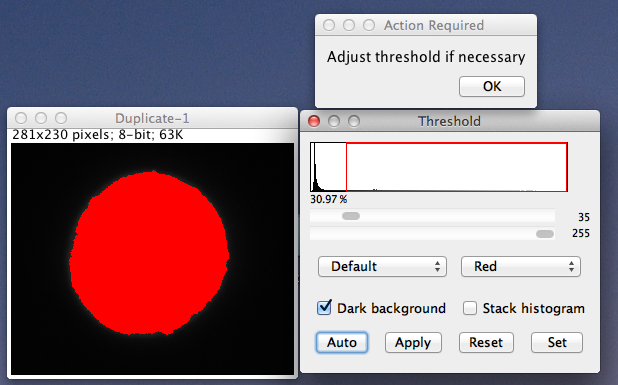 Action Required
Adjust threshold if necessary
OK
Duplicate-1
281x230 pixels; 8-bit; 63K
Threshold
30.97 %
35
255
Default
Red
Dark background
Stack histogram
Auto
Apply
Reset
Set